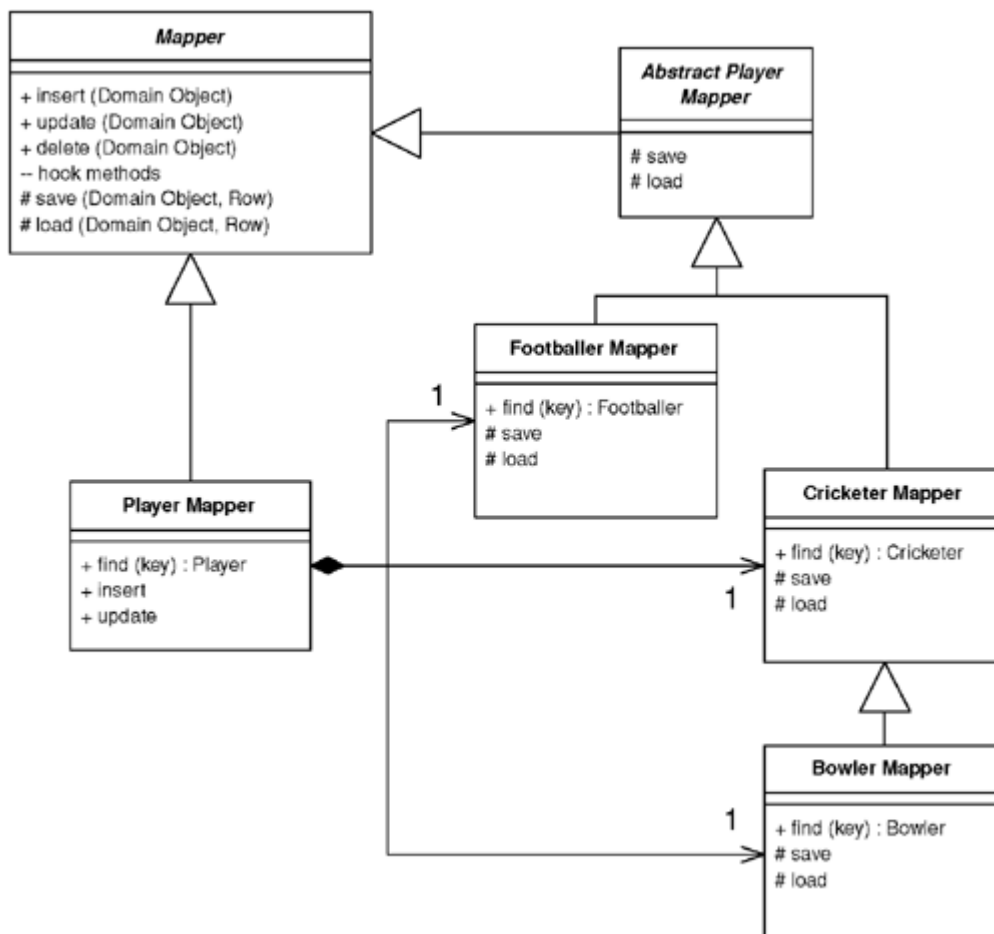 Mapper
+ insert (Domain Object)
+ update (Domain Object)
+ delete (Domain Object)
-- hook methods
# save (Domain Object, Row)
# load (Domain Object, Row)
Abstract Player
Mapper
# save
# load
Footballer Mapper
1
+ find (key) : Footballer
# save
# load
Player Mapper
+ find (key) : Player
+ insert
+ update
Cricketer Mapper
+ find (key) : Cricketer
# save
# load
1
Bowler Mapper
1
+ find (key) : Bowler
# save
# load